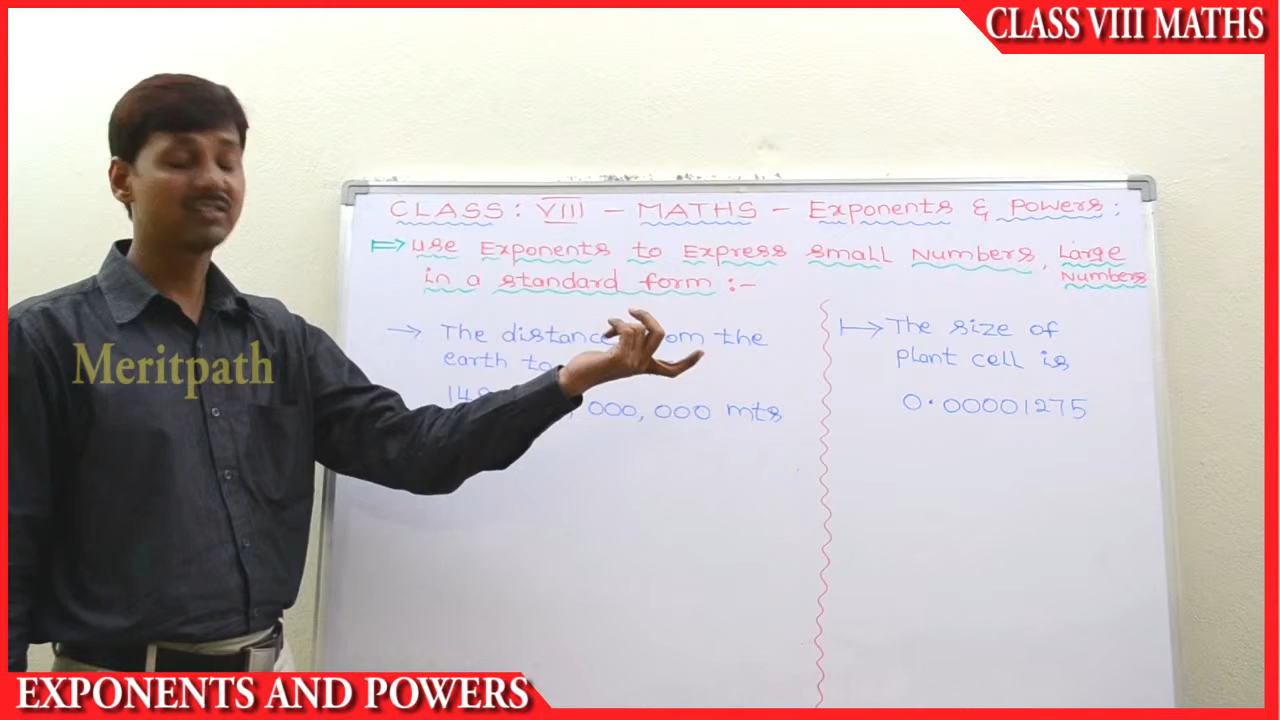 CLASS VIII MATHS
CLASS: VIII - MATHS - Exponents & Powers:
use Exponents to Express small Numbers, Large Numbers
in a standard form :-
→ The distance from the
earth to
000, 000 mts
The size of
plant cell is
0.00001275
Meritpath
EXPONENTS AND POWERS